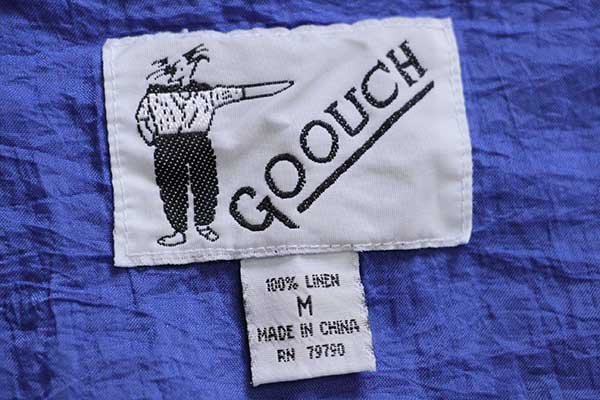 GOOUCH
100% LINEN
M
MADE IN CHINA
RN 79790